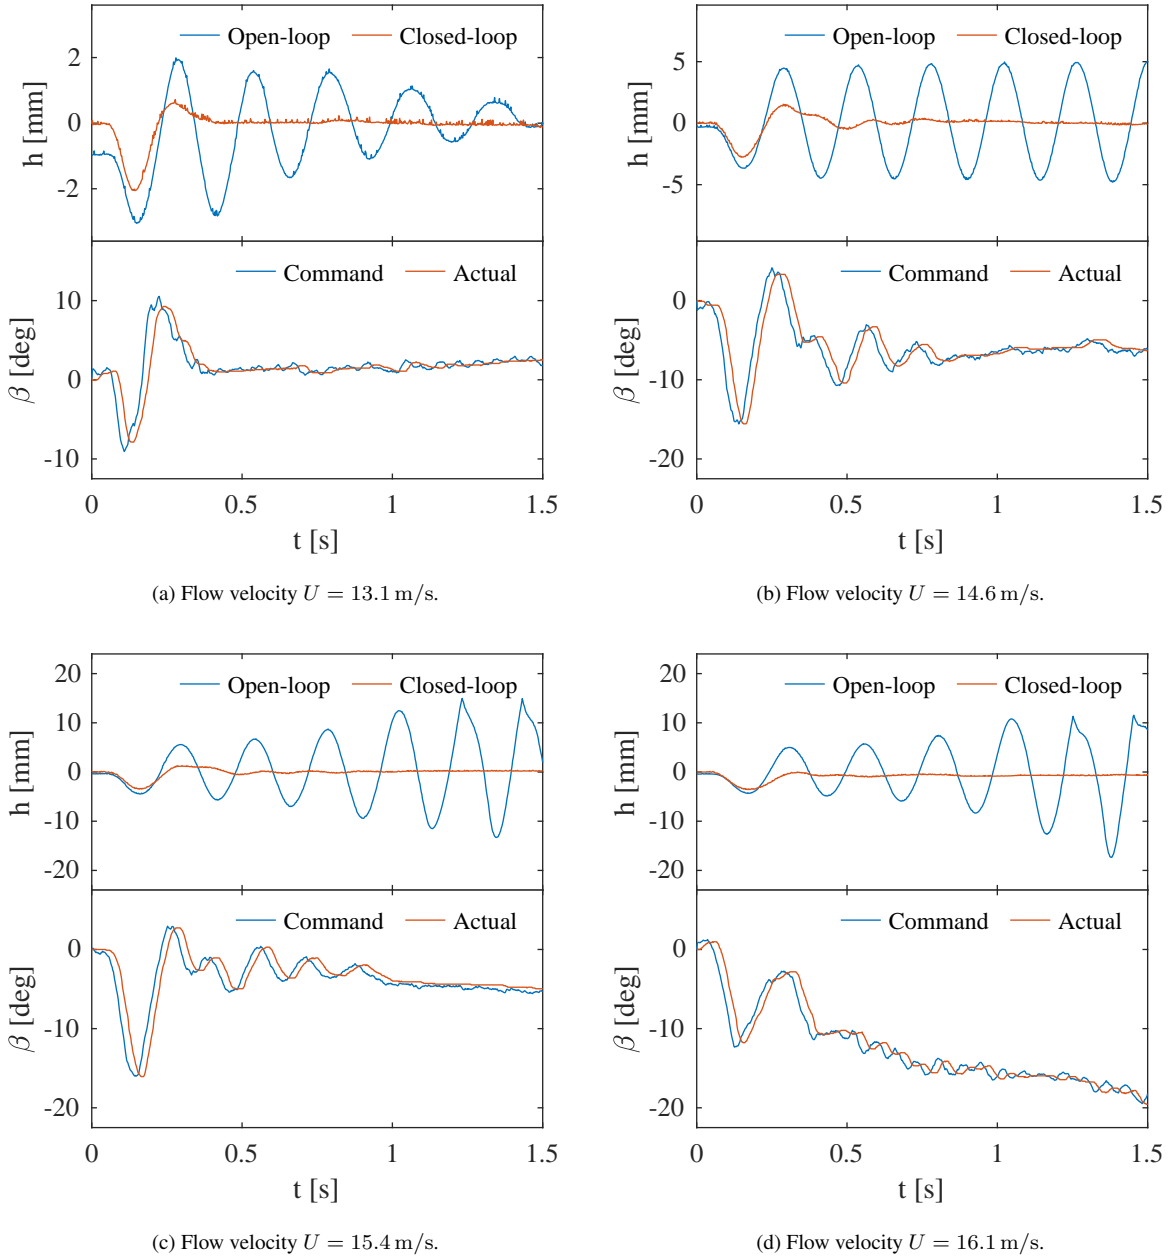 Open-loop Closed-loop
2
0
-2
h [mm]
Command Actual
10
0
-10
β [deg]
0 0.5 1 1.5
t [s]
(a) Flow velocity U = 13.1 m/s.
Open-loop Closed-loop
5
0
-5
h [mm]
Command Actual
0
-10
-20
β [deg]
0 0.5 1 1.5
t [s]
(b) Flow velocity U = 14.6 m/s.
20
Open-loop Closed-loop
10
0
-10
-20
h [mm]
Command Actual
0
-10
-20
β [deg]
0 0.5 1 1.5
t [s]
(c) Flow velocity U = 15.4 m/s.
20
Open-loop Closed-loop
10
0
-10
-20
h [mm]
Command Actual
0
-10
-20
β [deg]
0 0.5 1 1.5
t [s]
(d) Flow velocity U = 16.1 m/s.